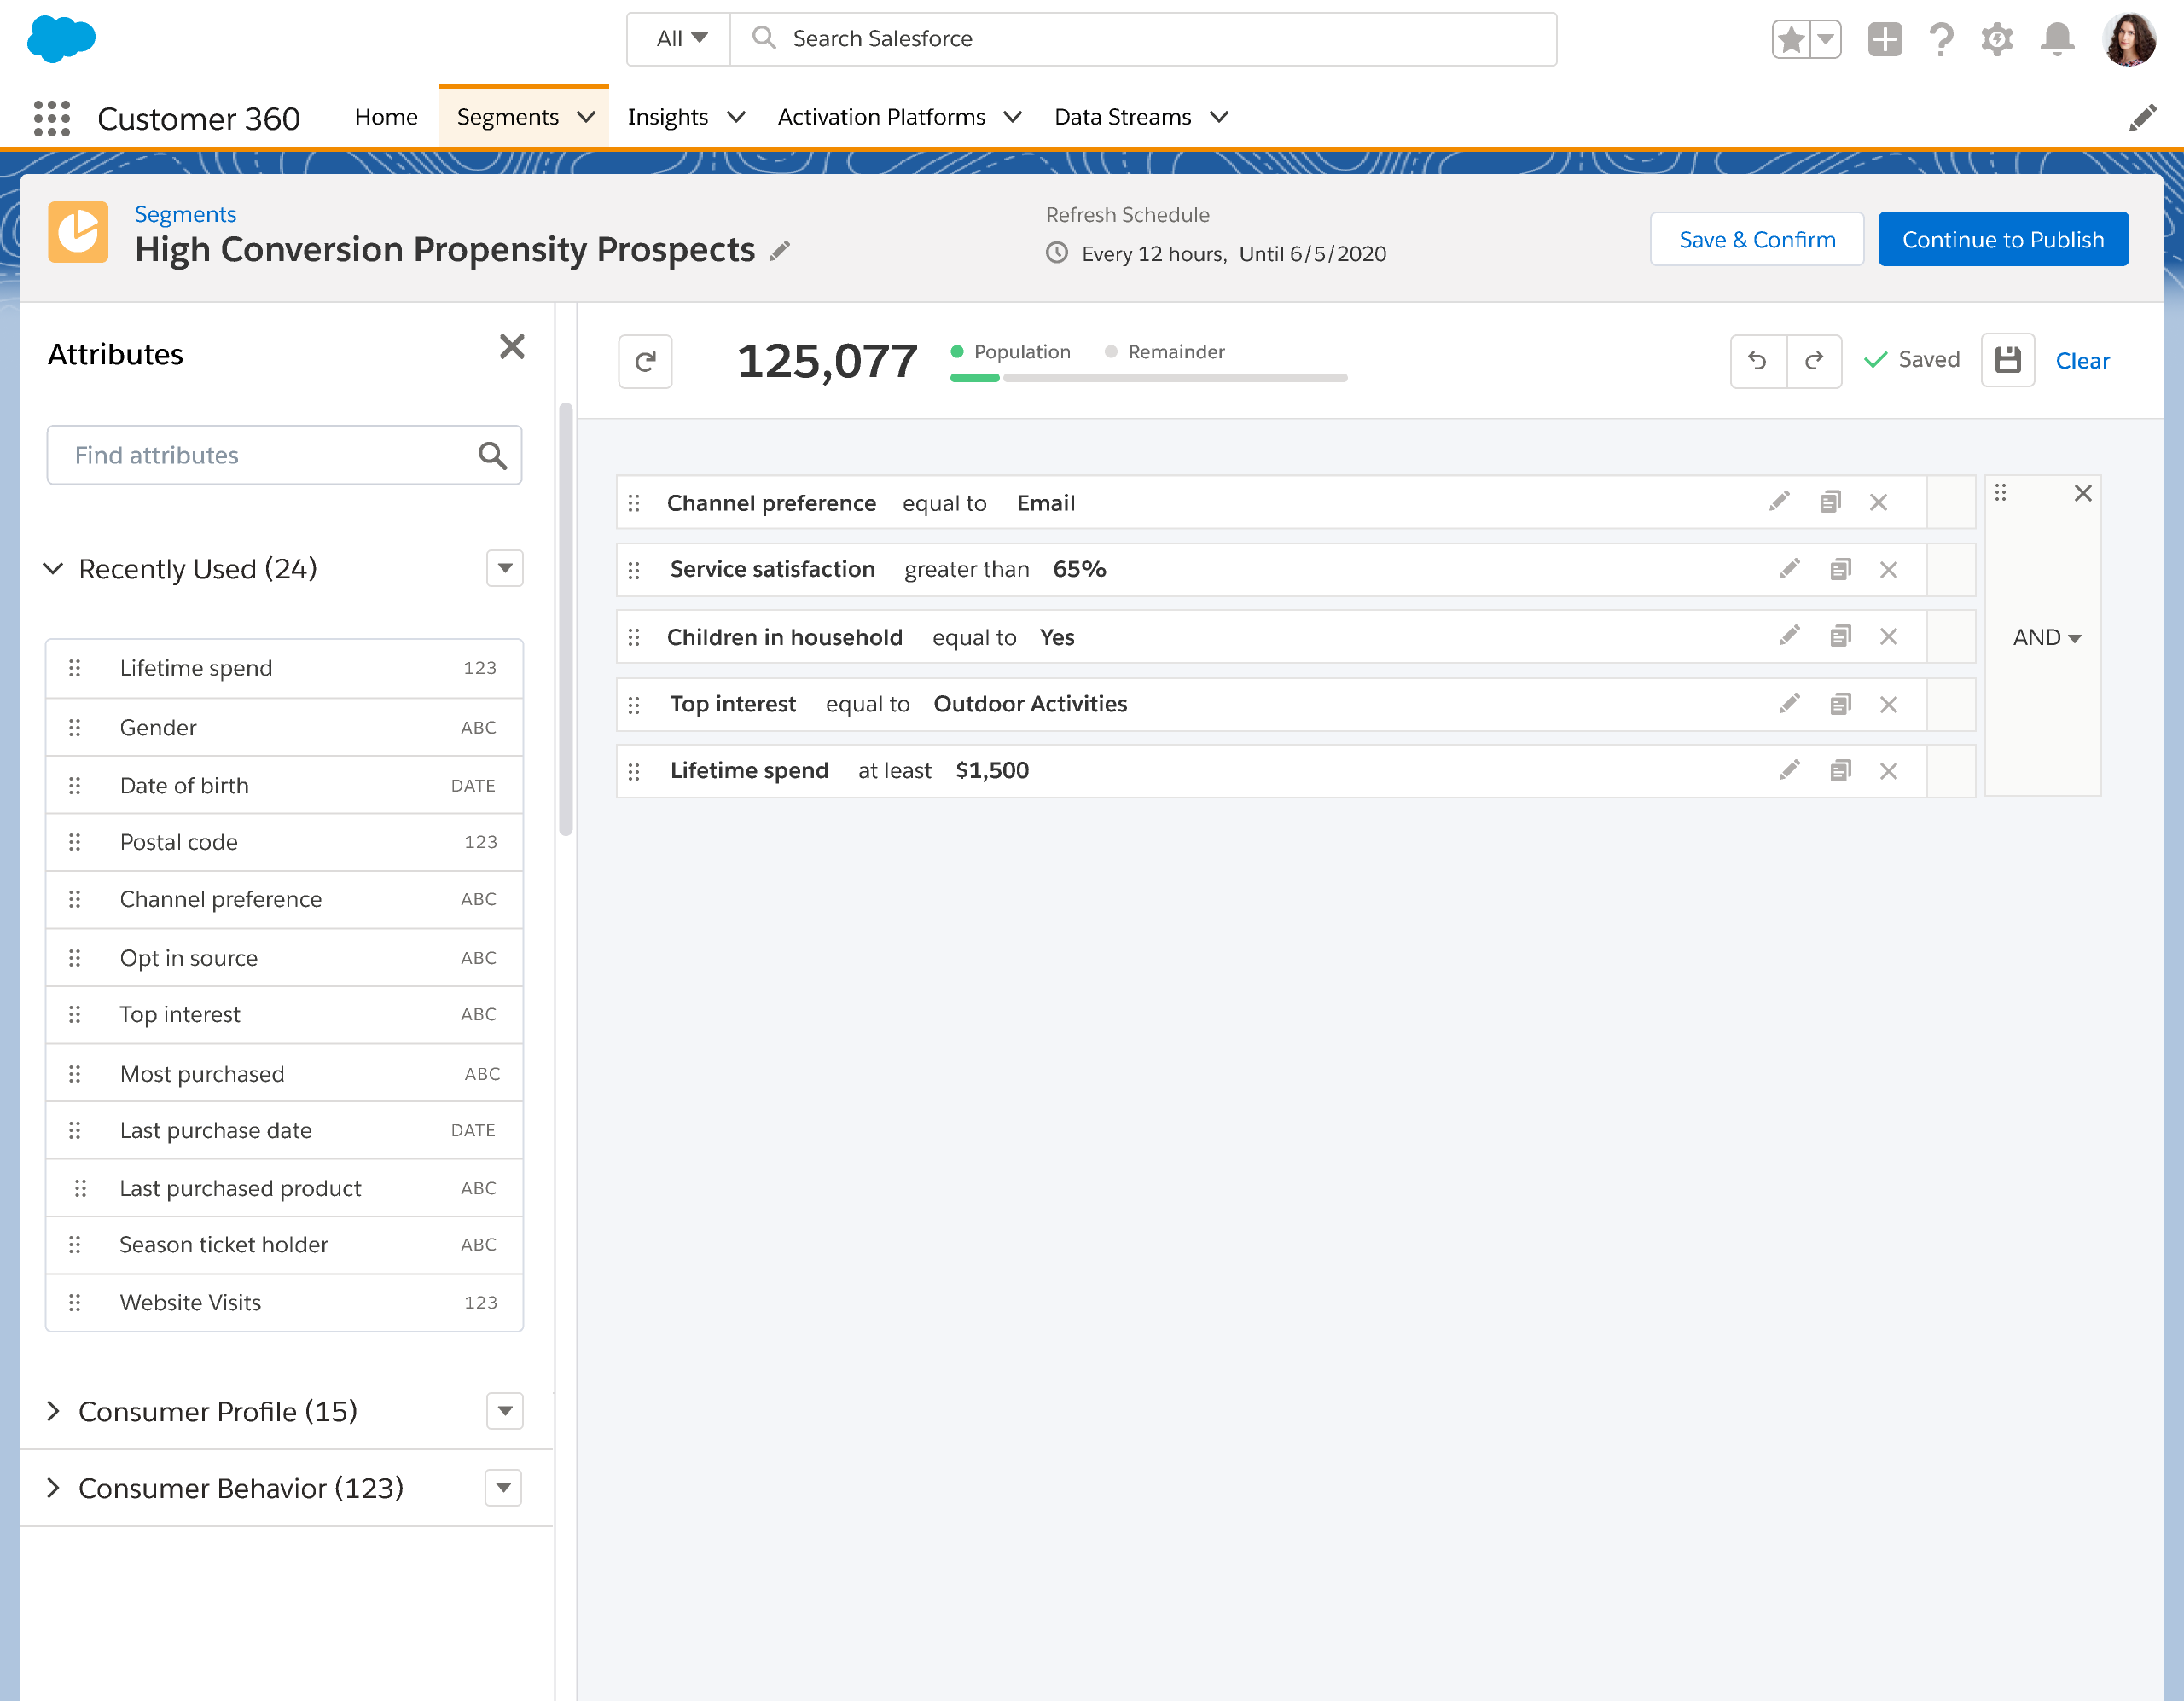 All
Search Salesforce
Customer 360
Home
Segments
Insights
Activation Platforms
Data Streams
Segments
High Conversion Propensity Prospects
Refresh Schedule
Every 12 hours, Until 6/5/2020
Save & Confirm
Continue to Publish
Attributes
Find attributes
Recently Used (24)
Lifetime spend 123
Gender ABC
Date of birth DATE
Postal code 123
Channel preference ABC
Opt in source ABC
Top interest ABC
Most purchased ABC
Last purchase date DATE
Last purchased product ABC
Season ticket holder ABC
Website Visits 123
Consumer Profile (15)
Consumer Behavior (123)
125,077
Population
Remainder
Saved
Clear
Channel preference equal to Email
Service satisfaction greater than 65%
Children in household equal to Yes
Top interest equal to Outdoor Activities
Lifetime spend at least $1,500
AND